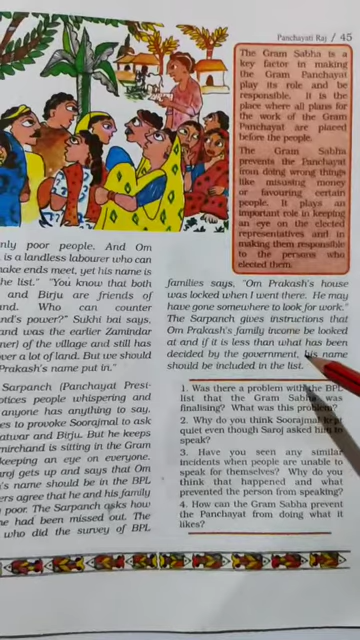 Panchayati Raj / 45
The Gram Sabha is a
key factor in making
the Gram Panchayat
play its role and be
responsible. It is the
place where all plans for
the work of the Gram
Panchayat are placed
before the people.
The Gram Sabha
prevents the Panchayat
from doing wrong things
like misusing money
or favouring certain
people. It plays an
important role in keeping
an eye on the elected
representatives and in
making them responsible
to the persons who
elected them.
only poor people. And Om
is a landless labourer who can
make ends meet, yet his name is
the list." "You know that both
and Birju are friends of
Who can counter
power?" Sukhi bai says,
and was the earlier Zamindar
of the village and still has
over a lot of land. But we should
Prakash's name put in."
Sarpanch (Panchayat Presi-
notices people whispering and
anyone has anything to say.
to provoke Soorajmal to ask
and Birju. But he keeps
is sitting in the Gram
keeping an eye on everyone.
gets up and says that Om
name should be in the BPL
agree that he and his family
poor. The Sarpanch asks how
had been missed out. The
who did the survey of BPL
families says, "Om Prakash's house
was locked when I went there. He may
have gone somewhere to look for work."
The Sarpanch gives instructions that
Om Prakash's family income be looked
at and if it is less than what has been
decided by the government, his name
should be included in the list.
1. Was there a problem with the BPL
list that the Gram Sabha was
finalising? What was this problem?
2. Why do you think Soorajmal kept
quiet even though Saroj asked him to
speak?
3. Have you seen any similar
incidents when people are unable to
speak for themselves? Why do you
think that happened and what
prevented the person from speaking?
4. How can the Gram Sabha prevent
the Panchayat from doing what it
likes?